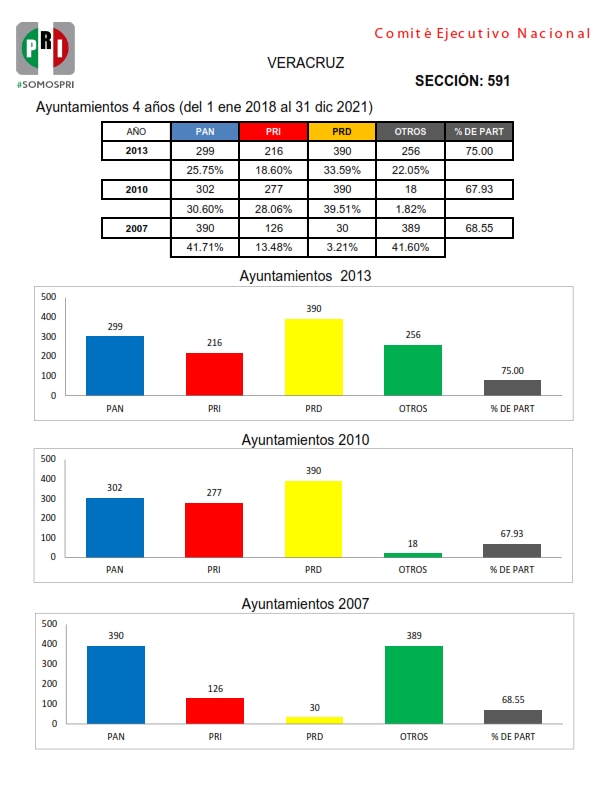 PRI
#SOMOSPRI
Comité Ejecutivo Nacional
VERACRUZ
SECCIÓN: 591
Ayuntamientos 4 años (del 1 ene 2018 al 31 dic 2021)
AÑO PAN PRI PRD OTROS % DE PART
2013 299 216 390 256 75.00
25.75% 18.60% 33.59% 22.05%
2010 302 277 390 18 67.93
30.60% 28.06% 39.51% 1.82%
2007 390 126 30 389 68.55
41.71% 13.48% 3.21% 41.60%
Ayuntamientos 2013
500
400
300
200
100
0
299
216
390
256
75.00
PAN PRI PRD OTROS % DE PART
Ayuntamientos 2010
500
400
300
200
100
0
302
277
390
18
67.93
PAN PRI PRD OTROS % DE PART
Ayuntamientos 2007
500
400
300
200
100
0
390
126
30
389
68.55
PAN PRI PRD OTROS % DE PART